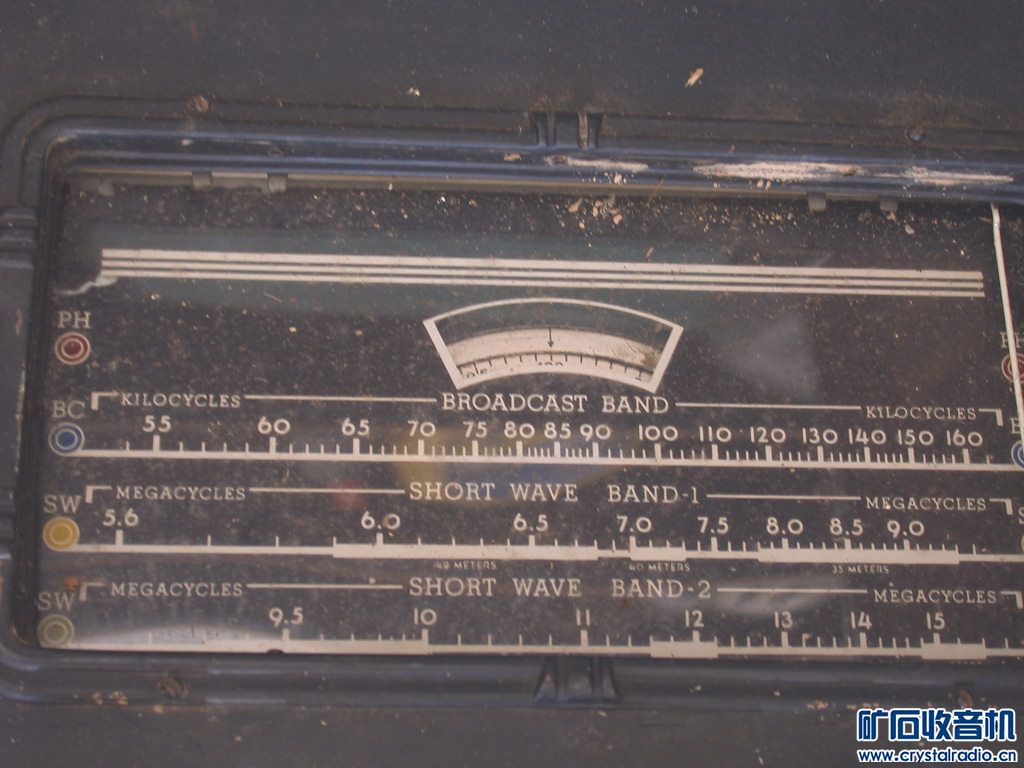 PH
BC
KILOCYCLES BROADCAST BAND KILOCYCLES
55 60 65 70 75 80 85 90 100 110 120 130 140 150 160
SW
MEGACYCLES SHORT WAVE BAND-1 MEGACYCLES
5.6 6.0 6.5 7.0 7.5 8.0 8.5 9.0
49 METERS 40 METERS 35 METERS
SW
MEGACYCLES SHORT WAVE BAND-2 MEGACYCLES
9.5 10 11 12 13 14 15
矿石收音机
www.crystalradio.cn